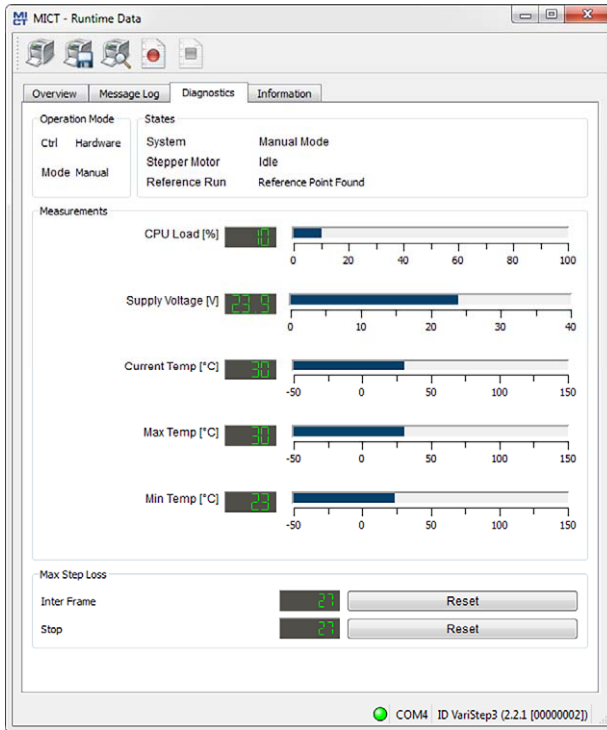 MICT MICT - Runtime Data
Overview Message Log Diagnostics Information
Operation Mode States
Ctrl Hardware System Manual Mode
Stepper Motor Idle
Mode Manual Reference Run Reference Point Found
Measurements
CPU Load [%] 10
0 20 40 60 80 100
Supply Voltage [V] 23.9
0 10 20 30 40
Current Temp [°C] 30
-50 0 50 100 150
Max Temp [°C] 30
-50 0 50 100 150
Min Temp [°C] 23
-50 0 50 100 150
Max Step Loss
Inter Frame 27 Reset
Stop 27 Reset
COM4 ID VariStep3 (2.2.1 [00000002])